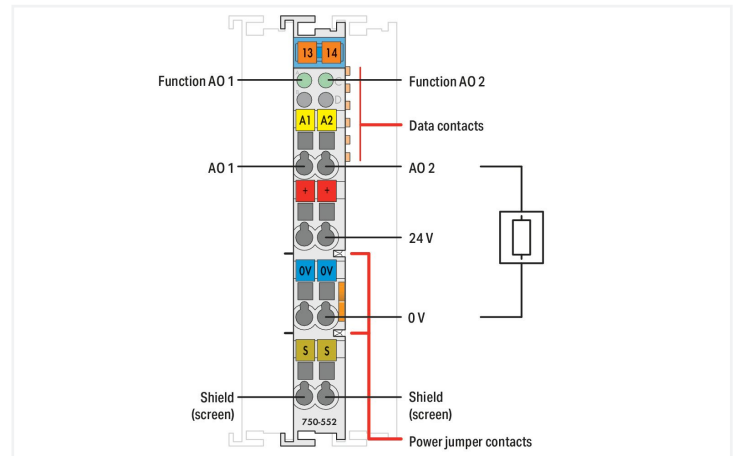 13 14
Function AO 1
Function AO 2
C
D
A1 A2
Data contacts
AO 1
AO 2
+ +
24 V
0V 0V
0 V
S S
Shield
(screen)
Shield
(screen)
750-552
Power jumper contacts